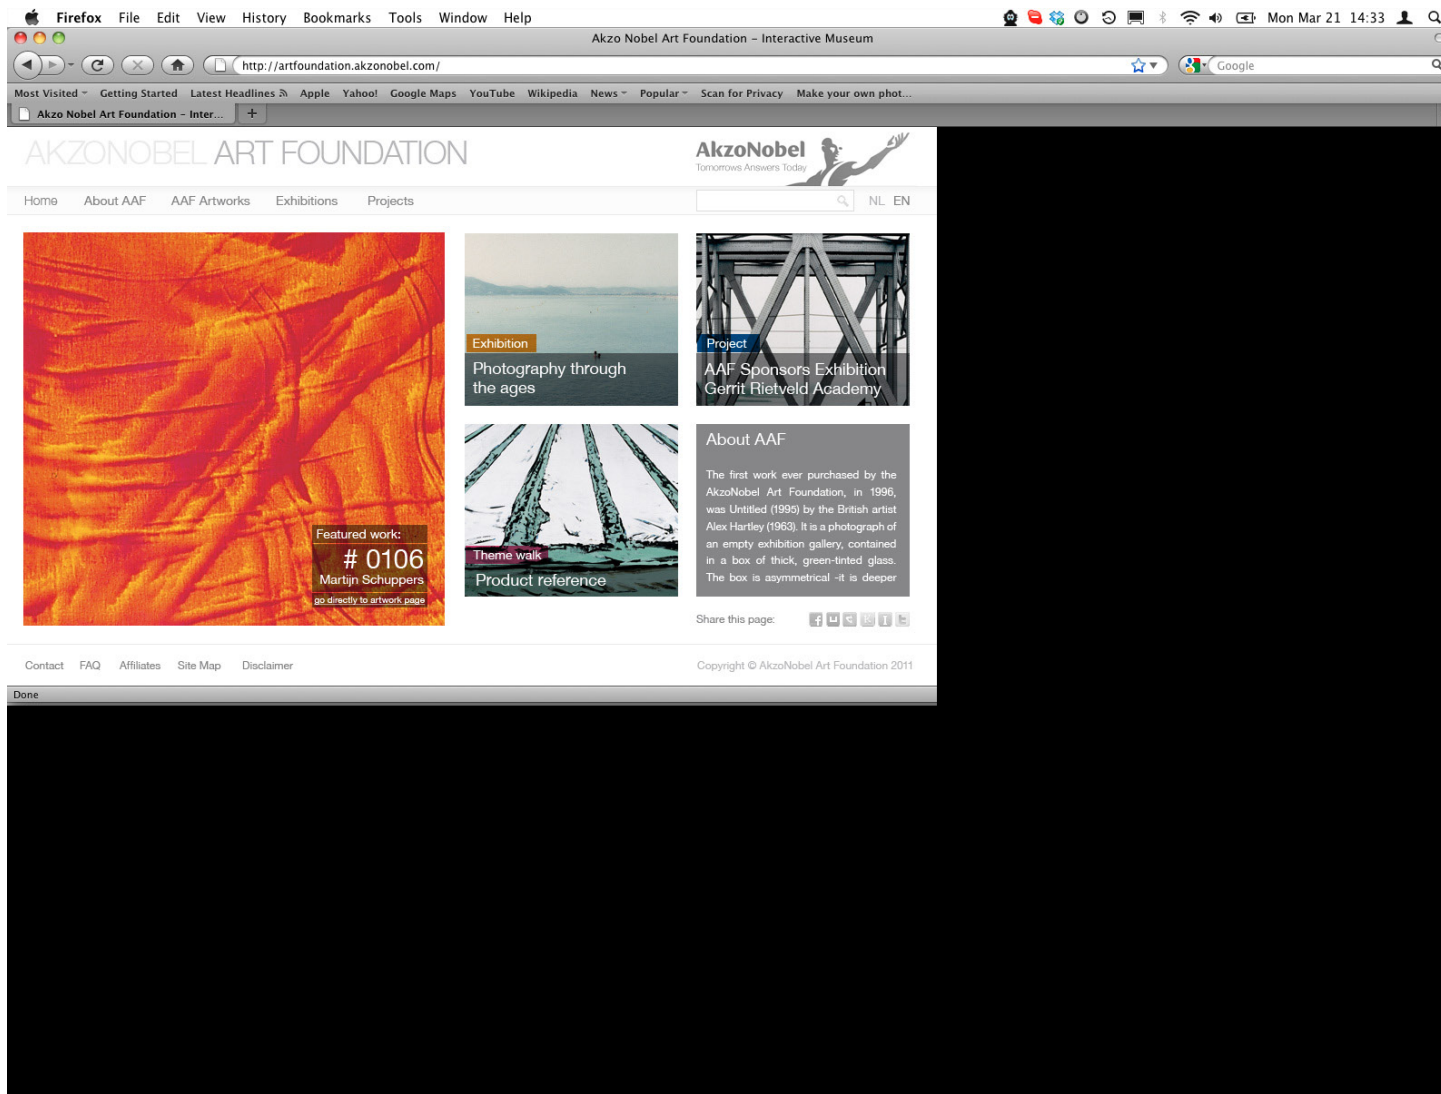 Firefox File Edit View History Bookmarks Tools Window Help Mon Mar 21 14:33
Akzo Nobel Art Foundation – Interactive Museum
http://artfoundation.akzonobel.com/ Google
Most Visited Getting Started Latest Headlines Apple Yahoo! Google Maps YouTube Wikipedia News Popular Scan for Privacy Make your own phot...
Akzo Nobel Art Foundation – Inter... +
AKZONOBEL ART FOUNDATION
AkzoNobel
Tomorrows Answers Today
Home About AAF AAF Artworks Exhibitions Projects NL EN
Featured work:
# 0106
Martijn Schuppers
go directly to artwork page
Exhibition
Photography through
the ages
Project
AAF Sponsors Exhibition
Gerrit Rietveld Academy
Theme walk
Product reference
About AAF
The first work ever purchased by the
AkzoNobel Art Foundation, in 1996,
was Untitled (1995) by the British artist
Alex Hartley (1963). It is a photograph of
an empty exhibition gallery, contained
in a box of thick, green-tinted glass.
The box is asymmetrical -it is deeper
Share this page:
Contact FAQ Affiliates Site Map Disclaimer Copyright © AkzoNobel Art Foundation 2011
Done